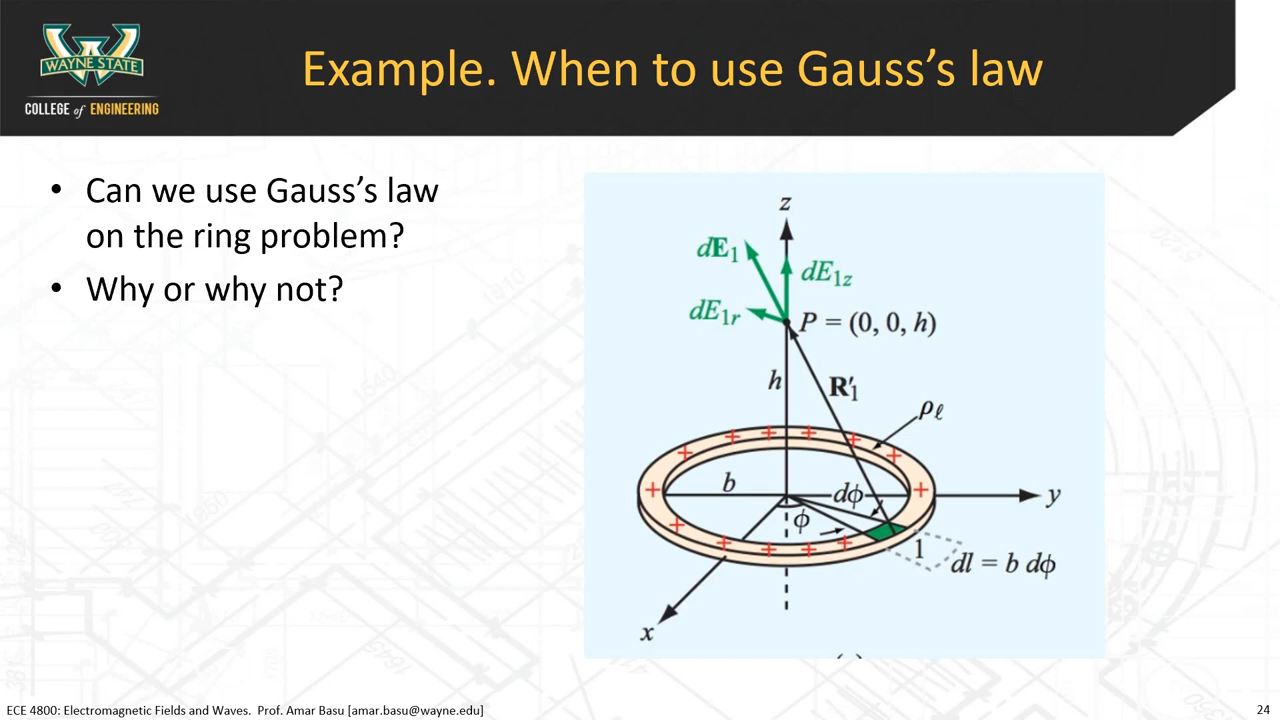 WAYNE STATE
COLLEGE of ENGINEERING
Example. When to use Gauss’s law
• Can we use Gauss’s law
on the ring problem?
• Why or why not?
z
dE1
dE1z
dE1r
P = (0, 0, h)
h
R′1
ρℓ
b
dϕ
y
ϕ
1
dl = b dϕ
x
ECE 4800: Electromagnetic Fields and Waves. Prof. Amar Basu [amar.basu@wayne.edu]
24